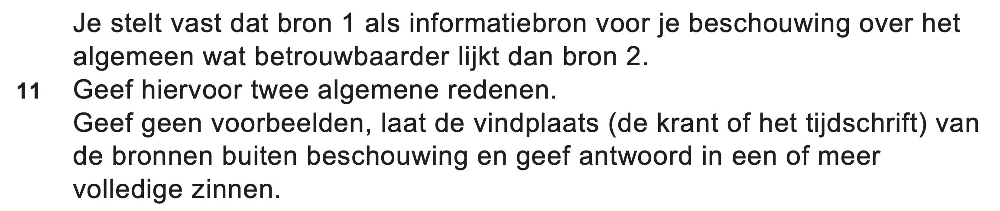 Je stelt vast dat bron 1 als informatiebron voor je beschouwing over het
algemeen wat betrouwbaarder lijkt dan bron 2.
11 Geef hiervoor twee algemene redenen.
Geef geen voorbeelden, laat de vindplaats (de krant of het tijdschrift) van
de bronnen buiten beschouwing en geef antwoord in een of meer
volledige zinnen.